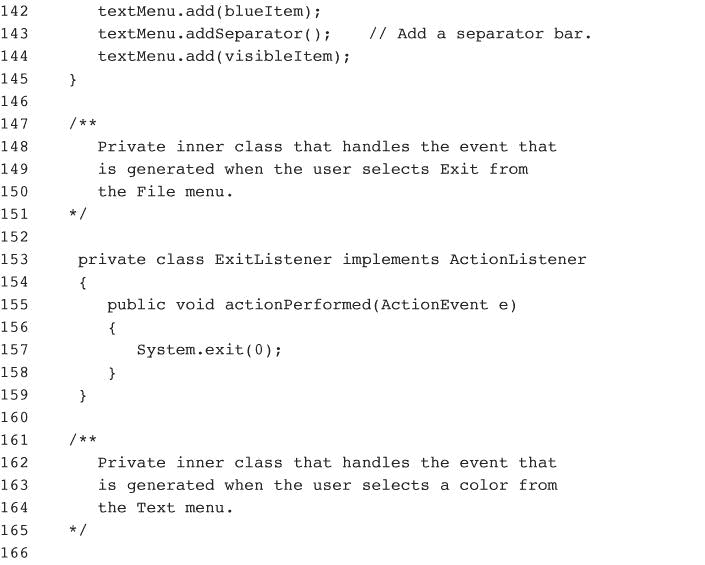 142       textMenu.add(blueItem);
143       textMenu.addSeparator();    // Add a separator bar.
144       textMenu.add(visibleItem);
145    }
146
147    /**
148       Private inner class that handles the event that
149       is generated when the user selects Exit from
150       the File menu.
151    */
152
153     private class ExitListener implements ActionListener
154     {
155        public void actionPerformed(ActionEvent e)
156        {
157           System.exit(0);
158        }
159     }
160
161    /**
162       Private inner class that handles the event that
163       is generated when the user selects a color from
164       the Text menu.
165    */
166